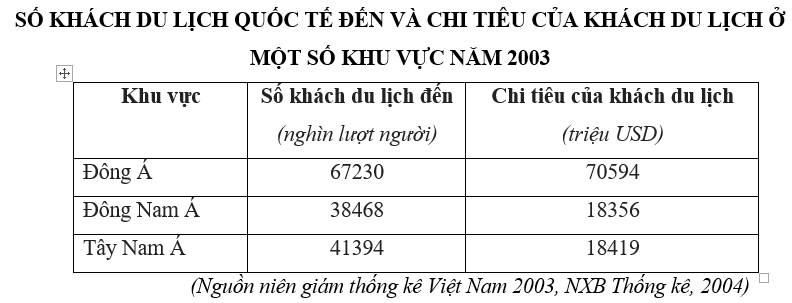 SỐ KHÁCH DU LỊCH QUỐC TẾ ĐẾN VÀ CHI TIÊU CỦA KHÁCH DU LỊCH Ở
MỘT SỐ KHU VỰC NĂM 2003
Khu vực Số khách du lịch đến Chi tiêu của khách du lịch
(nghìn lượt người) (triệu USD)
Đông Á 67230 70594
Đông Nam Á 38468 18356
Tây Nam Á 41394 18419
(Nguồn niên giám thống kê Việt Nam 2003, NXB Thống kê, 2004)